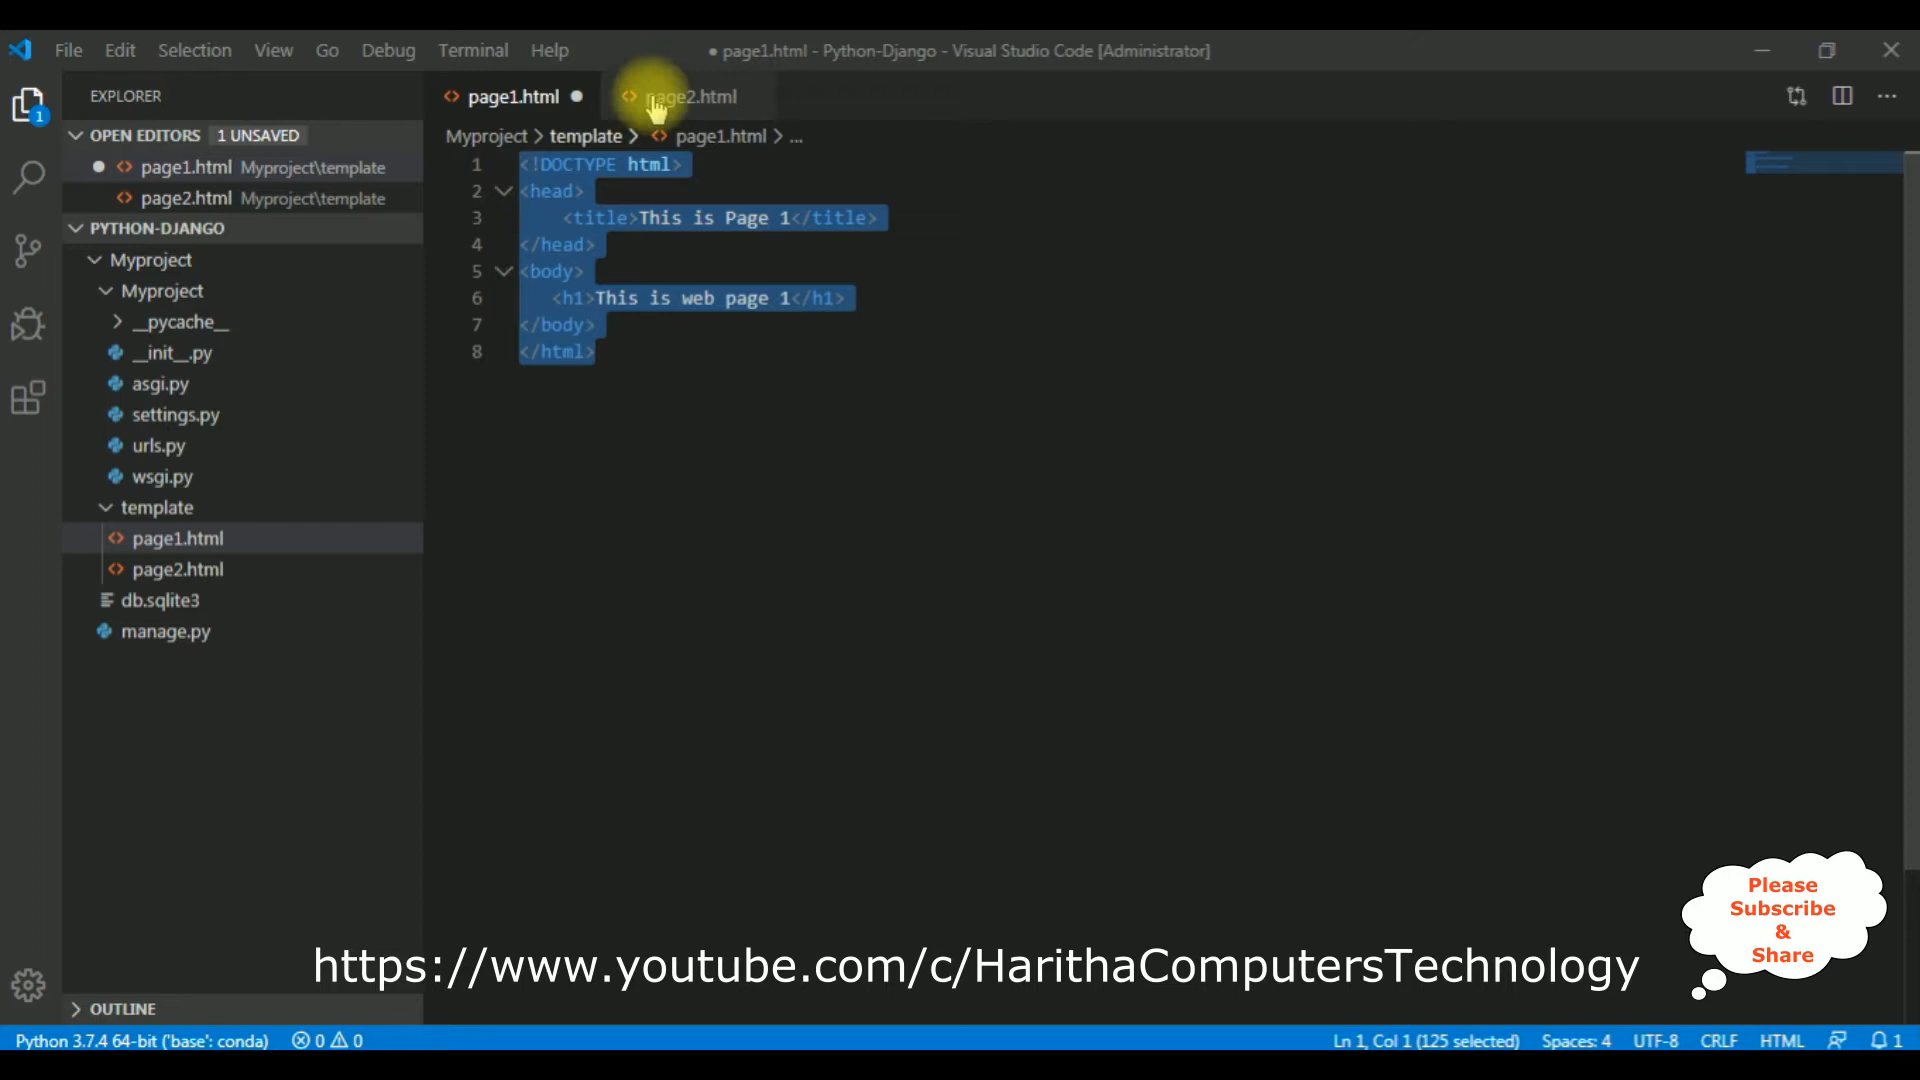 File Edit Selection View Go Debug Terminal Help ● page1.html - Python-Django - Visual Studio Code [Administrator]
EXPLORER
1
OPEN EDITORS 1 UNSAVED
page1.html Myproject\template
page2.html Myproject\template
PYTHON-DJANGO
Myproject
Myproject
__pycache__
__init__.py
asgi.py
settings.py
urls.py
wsgi.py
template
page1.html
page2.html
db.sqlite3
manage.py
OUTLINE
page1.html page2.html
Myproject > template > page1.html > ...
1 <!DOCTYPE html>
2 <head>
3 <title>This is Page 1</title>
4 </head>
5 <body>
6 <h1>This is web page 1</h1>
7 </body>
8 </html>
Please
Subscribe
&
Share
https://www.youtube.com/c/HarithaComputersTechnology
Python 3.7.4 64-bit ('base': conda) 0 0 Ln 1, Col 1 (125 selected) Spaces: 4 UTF-8 CRLF HTML 1